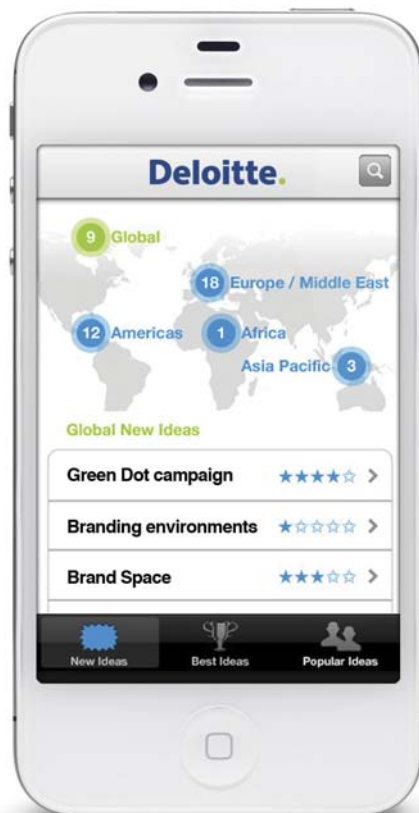 Deloitte.
9 Global
18 Europe / Middle East
12 Americas
1 Africa
Asia Pacific 3
Global New Ideas
Green Dot campaign
Branding environments
Brand Space
New Ideas
Best Ideas
Popular Ideas